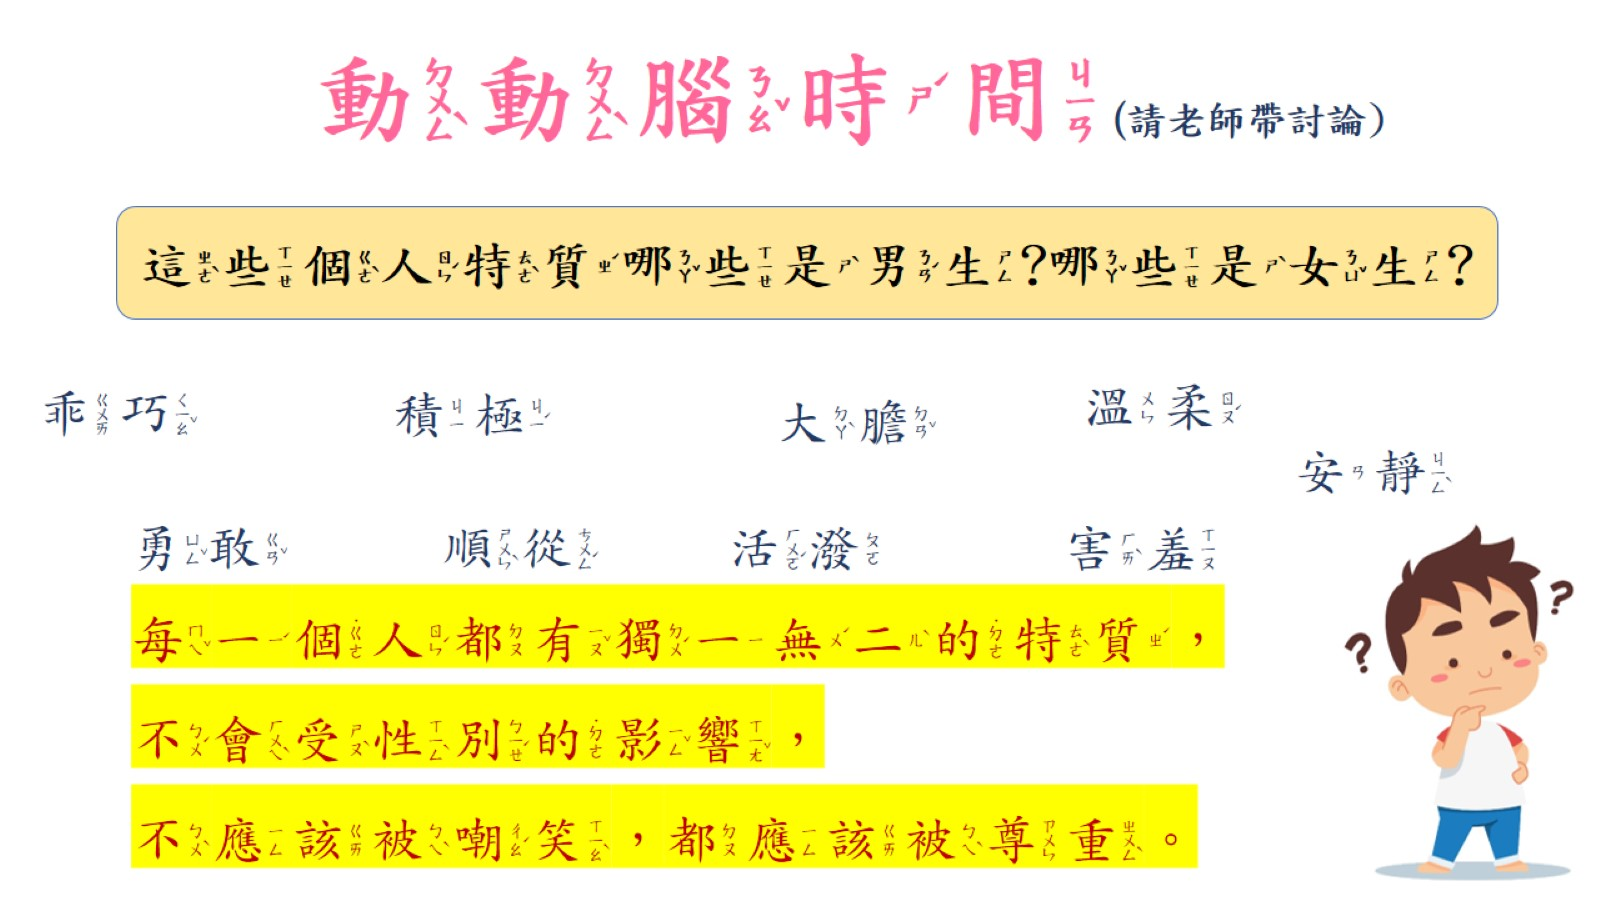 動動腦時間(請老師帶討論)
這些個人特質哪些是男生?哪些是女生?
乖巧 積極 大膽 溫柔
安靜
勇敢 順從 活潑 害羞
每一個人都有獨一無二的特質，
不會受性別的影響，
不應該被嘲笑，都應該被尊重。
? ?